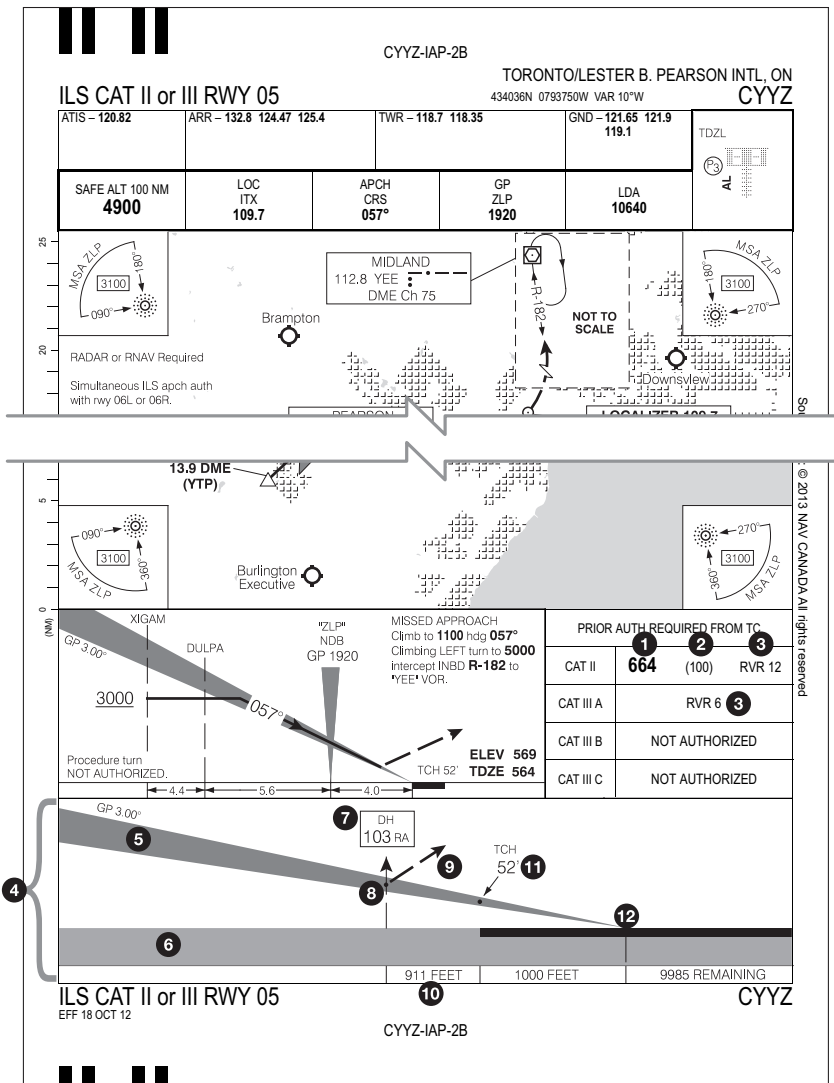 CYYZ-IAP-2B
TORONTO/LESTER B. PEARSON INTL, ON
ILS CAT II or III RWY 05
434036N 0793750W VAR 10°W
CYYZ
ATIS – 120.82
ARR – 132.8 124.47 125.4
TWR – 118.7 118.35
GND – 121.65 121.9
119.1
TDZL
P3
AL
SAFE ALT 100 NM
4900
LOC
ITX
109.7
APCH
CRS
057°
GP
ZLP
1920
LDA
10640
25
MSA ZLP
3100
180°
090°
MIDLAND
112.8 YEE
DME Ch 75
R-182
NOT TO
SCALE
MSA ZLP
3100
180°
270°
Brampton
20
RADAR or RNAV Required
Downsview
Simultaneous ILS apch auth
with rwy 06L or 06R.
PEARSON
LOCALIZER 109.7
13.9 DME
(YTP)
5
090°
3100
360°
MSA ZLP
Burlington
Executive
270°
3100
360°
MSA ZLP
© 2013 NAV CANADA All rights reserved
0
(NM)
XIGAM
GP 3.00°
DULPA
"ZLP"
NDB
GP 1920
MISSED APPROACH
Climb to 1100 hdg 057°
Climbing LEFT turn to 5000
intercept INBD R-182 to
"YEE" VOR.
3000
057°
Procedure turn
NOT AUTHORIZED.
TCH 52'
ELEV 569
TDZE 564
4.4
5.6
4.0
PRIOR AUTH REQUIRED FROM TC
1
2
3
CAT II
664
(100)
RVR 12
CAT III A
RVR 6
3
CAT III B
NOT AUTHORIZED
CAT III C
NOT AUTHORIZED
GP 3.00°
4
5
6
7
DH
103 RA
8
9
TCH
52'
11
12
911 FEET
1000 FEET
9985 REMAINING
10
ILS CAT II or III RWY 05
CYYZ
EFF 18 OCT 12
CYYZ-IAP-2B